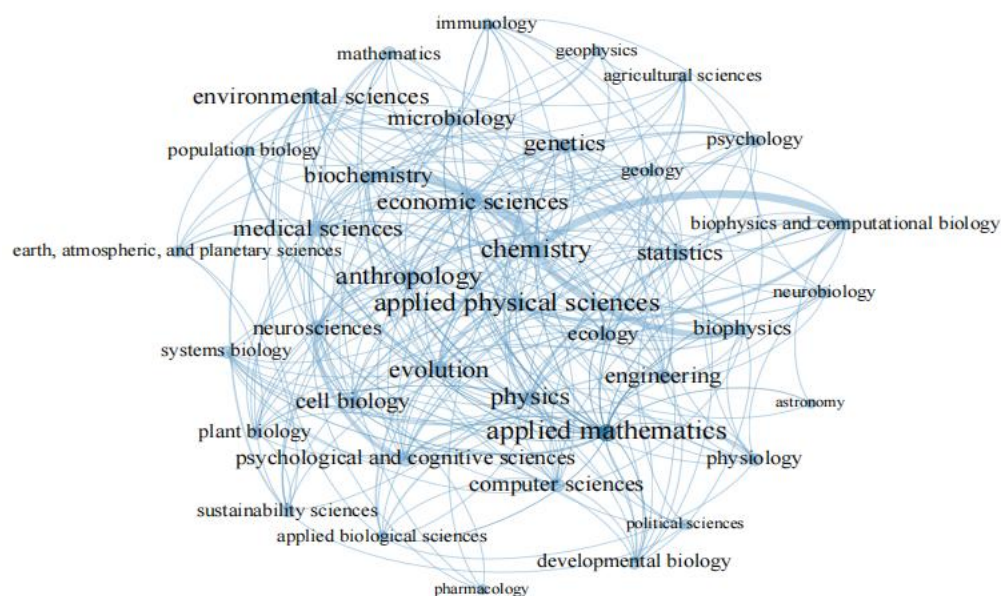 immunology
mathematics
geophysics
agricultural sciences
environmental sciences
microbiology
genetics
psychology
population biology
biochemistry
geology
economic sciences
medical sciences
biophysics and computational biology
earth, atmospheric, and planetary sciences
chemistry
statistics
anthropology
neurobiology
applied physical sciences
neurosciences
ecology
biophysics
systems biology
evolution
engineering
cell biology
physics
astronomy
plant biology
applied mathematics
psychological and cognitive sciences
physiology
computer sciences
sustainability sciences
political sciences
applied biological sciences
developmental biology
pharmacology